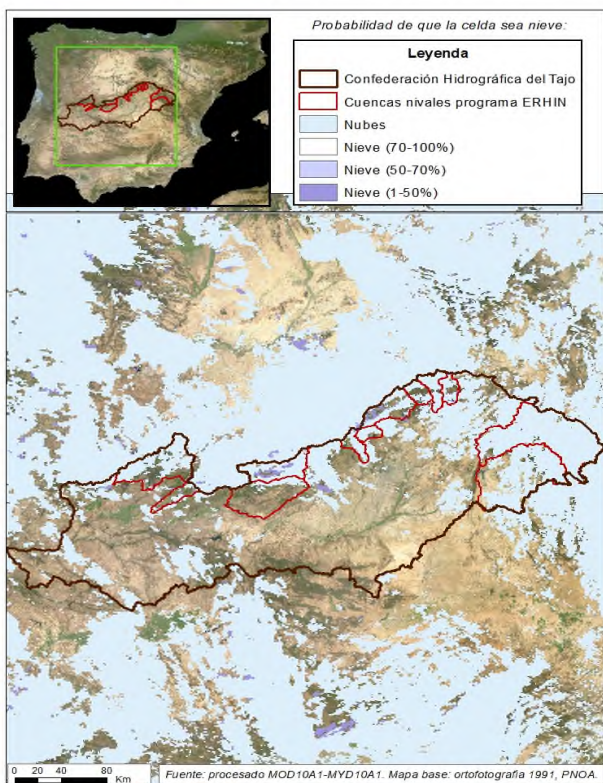 Probabilidad de que la celda sea nieve:
Leyenda
Confederación Hidrográfica del Tajo
Cuencas nivales programa ERHIN
Nubes
Nieve (70-100%)
Nieve (50-70%)
Nieve (1-50%)
0 20 40 80
Km
Fuente: procesado MOD10A1-MYD10A1. Mapa base: ortofotografía 1991, PNOA.